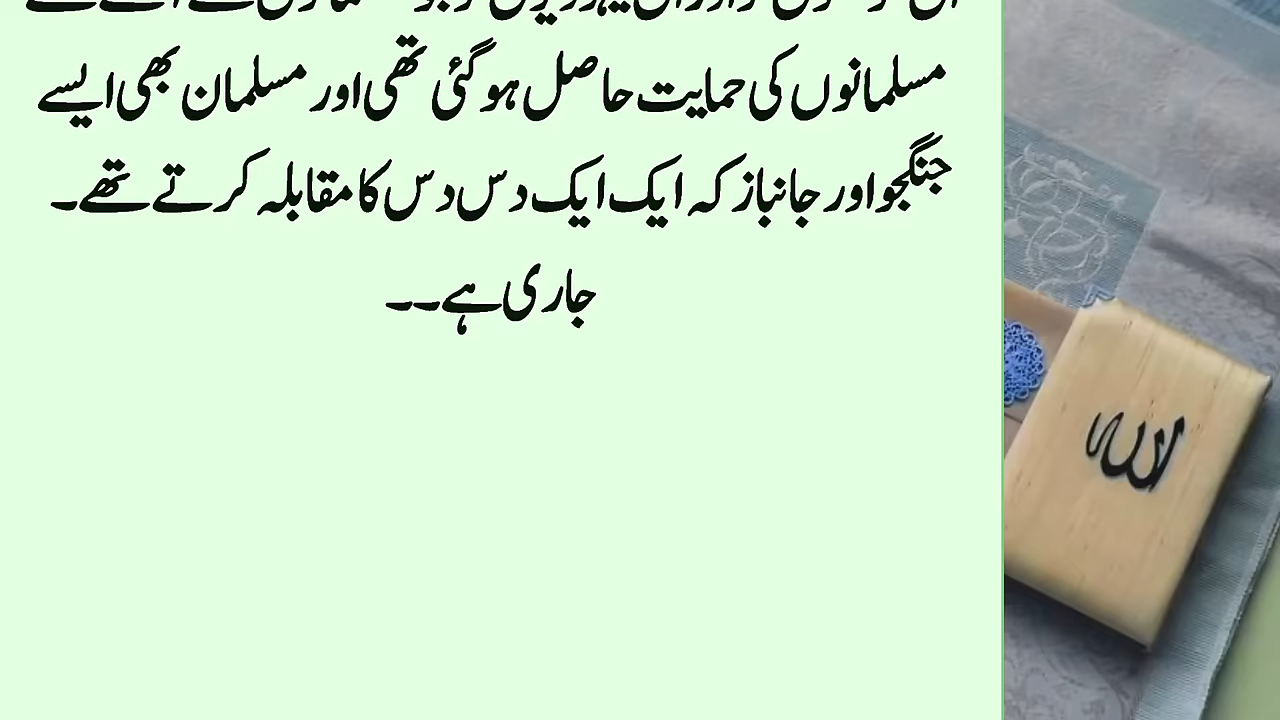 مسلمانوں کی حمایت حاصل ہو گئی تھی اور مسلمان بھی ایسے
جنگجو اور جانباز کہ ایک ایک دس دس کا مقابلہ کرتے تھے۔
جاری ہے۔۔
الله